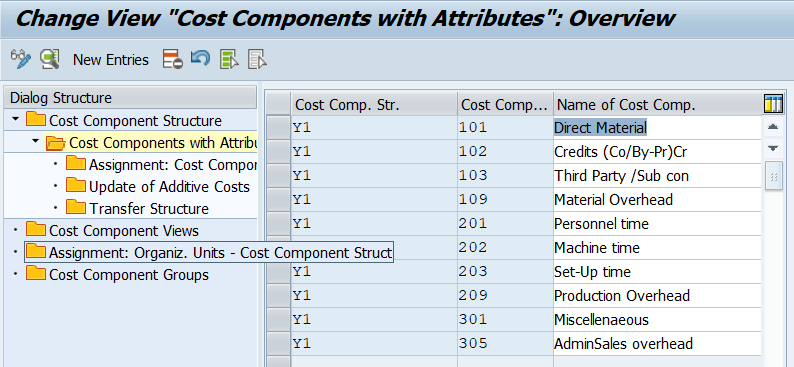 Change View "Cost Components with Attributes": Overview
New Entries
Dialog Structure
Cost Component Structure
Cost Components with Attribu
Assignment: Cost Compor
Update of Additive Costs
Transfer Structure
Cost Component Views
Assignment: Organiz. Units - Cost Component Struct
Cost Component Groups
Cost Comp. Str. Cost Comp... Name of Cost Comp.
Y1 101 Direct Material
Y1 102 Credits (Co/By-Pr)Cr
Y1 103 Third Party /Sub con
Y1 109 Material Overhead
Y1 201 Personnel time
202 Machine time
Y1 203 Set-Up time
Y1 209 Production Overhead
Y1 301 Miscellenaeous
Y1 305 AdminSales overhead